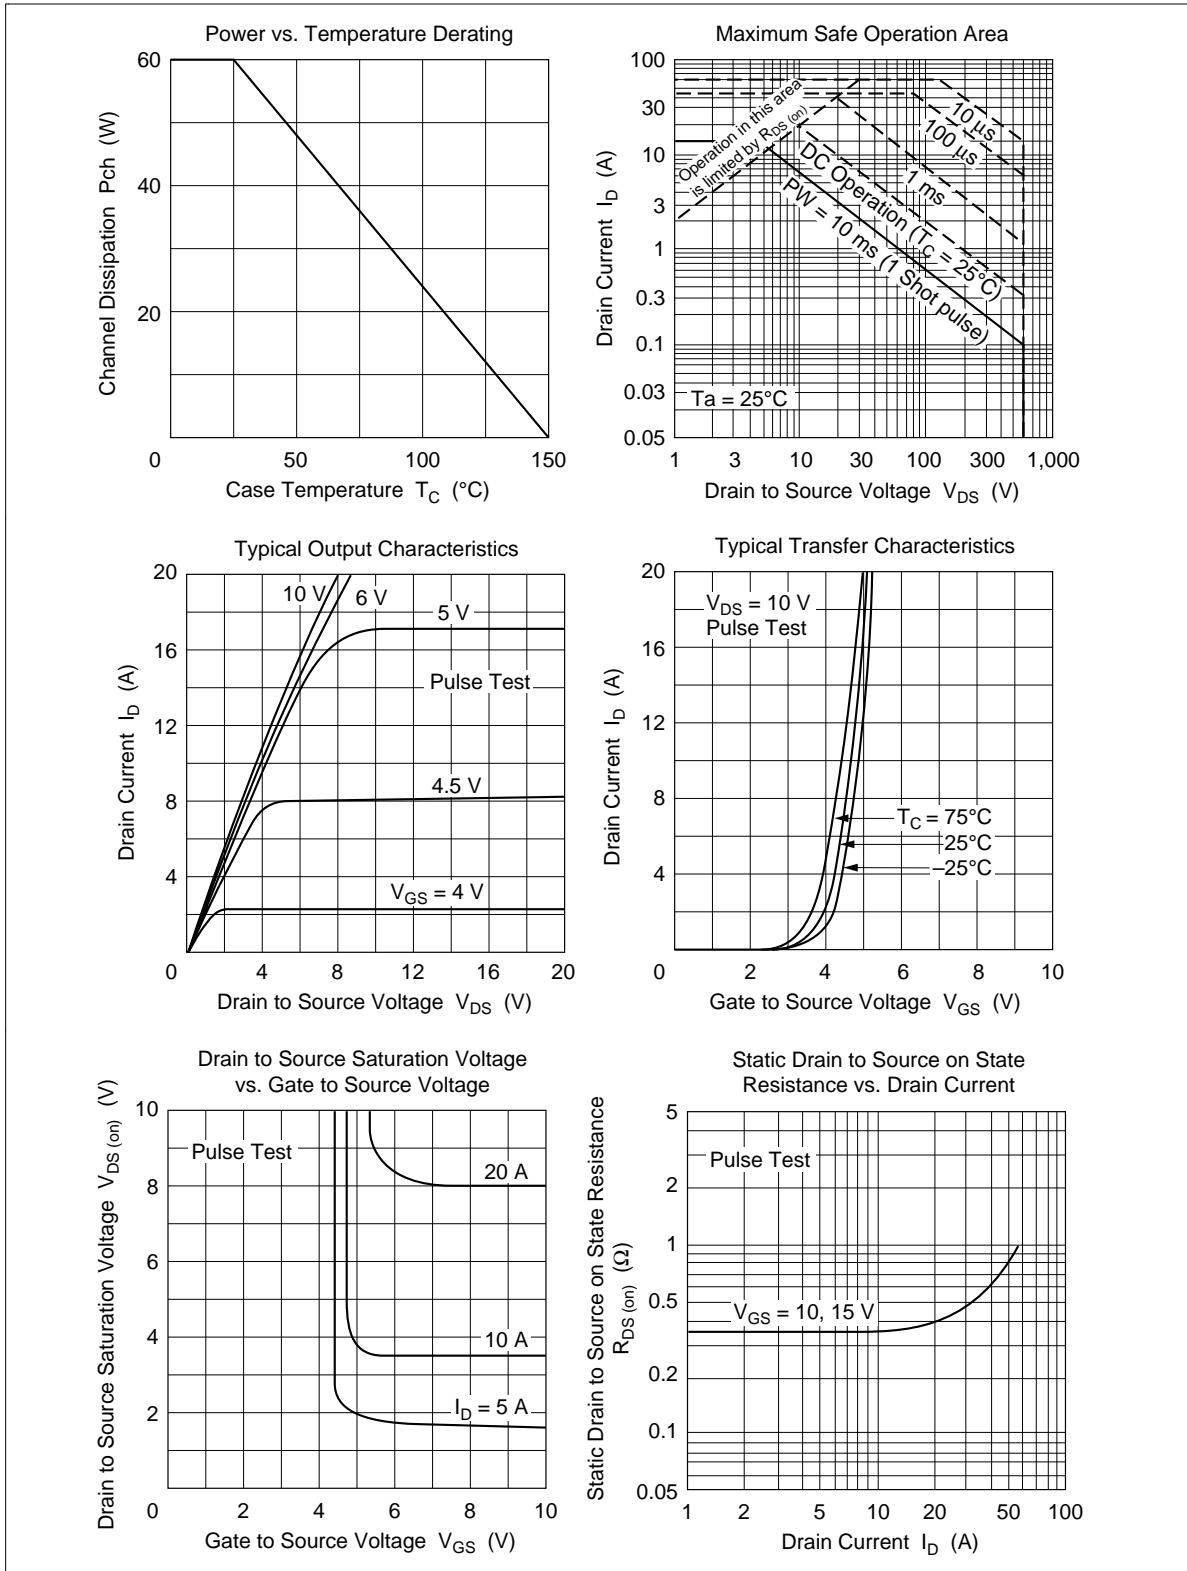 Power vs. Temperature Derating
60
40
20
0
50
100
150
Channel Dissipation Pch (W)
Case Temperature T_C (°C)
Maximum Safe Operation Area
100
30
10
3
1
0.3
0.1
0.03
0.05
1
3
10
30
100
300
1,000
Drain Current I_D (A)
Drain to Source Voltage V_DS (V)
Operation in this area
is limited by R_DS (on)
10 µs
100 µs
1 ms
DC Operation (T_C = 25°C)
PW = 10 ms (1 Shot pulse)
Ta = 25°C
Typical Output Characteristics
20
16
12
8
4
0
4
8
12
16
20
Drain Current I_D (A)
Drain to Source Voltage V_DS (V)
10 V
6 V
5 V
Pulse Test
4.5 V
V_GS = 4 V
Typical Transfer Characteristics
20
16
12
8
4
0
2
4
6
8
10
Drain Current I_D (A)
Gate to Source Voltage V_GS (V)
V_DS = 10 V
Pulse Test
T_C = 75°C
25°C
–25°C
Drain to Source Saturation Voltage
vs. Gate to Source Voltage
10
8
6
4
2
0
2
4
6
8
10
Drain to Source Saturation Voltage V_DS (on) (V)
Gate to Source Voltage V_GS (V)
Pulse Test
20 A
10 A
I_D = 5 A
Static Drain to Source on State
Resistance vs. Drain Current
5
2
1
0.5
0.2
0.1
0.05
1
2
5
10
20
50
100
Static Drain to Source on State Resistance
R_DS (on) (Ω)
Drain Current I_D (A)
Pulse Test
V_GS = 10, 15 V